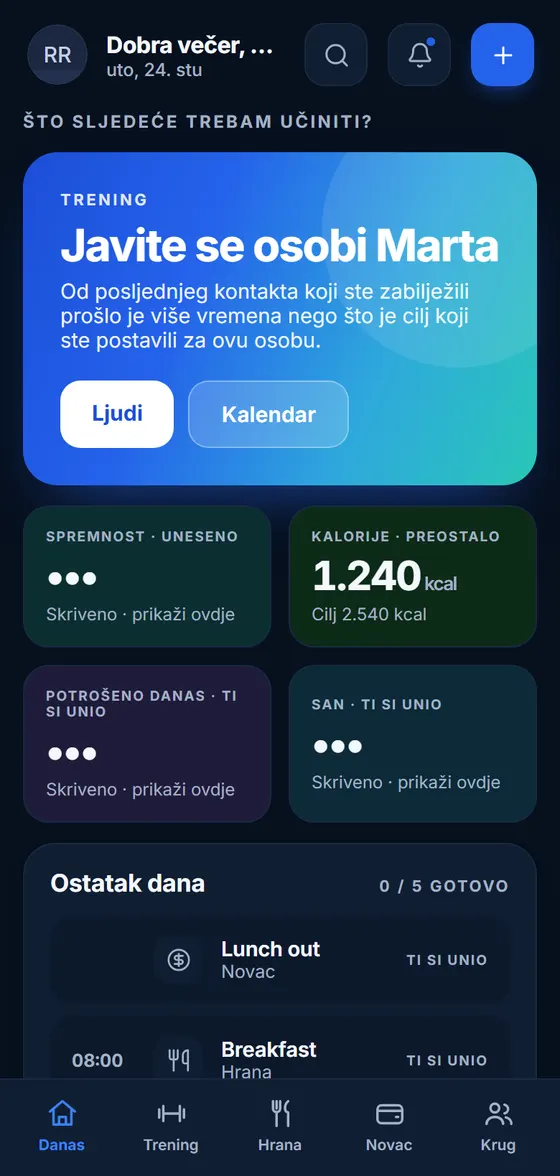 RR
Dobra večer, ...
uto, 24. stu
ŠTO SLJEDEĆE TREBAM UČINITI?
TRENING
Javite se osobi Marta
Od posljednjeg kontakta koji ste zabilježili
prošlo je više vremena nego što je cilj koji
ste postavili za ovu osobu.
Ljudi
Kalendar
SPREMNOST · UNESENO
•••
Skriveno · prikaži ovdje
KALORIJE · PREOSTALO
1.240 kcal
Cilj 2.540 kcal
POTROŠENO DANAS · TI
SI UNIO
•••
Skriveno · prikaži ovdje
SAN · TI SI UNIO
•••
Skriveno · prikaži ovdje
Ostatak dana
0 / 5 GOTOVO
Lunch out
Novac
TI SI UNIO
08:00
Breakfast
Hrana
TI SI UNIO
Danas
Trening
Hrana
Novac
Krug